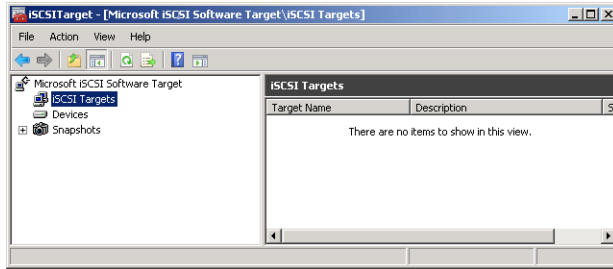 iSCSITarget - [Microsoft iSCSI Software Target\iSCSI Targets]
File Action View Help
Microsoft iSCSI Software Target
iSCSI Targets
Devices
Snapshots
iSCSI Targets
Target Name Description S
There are no items to show in this view.